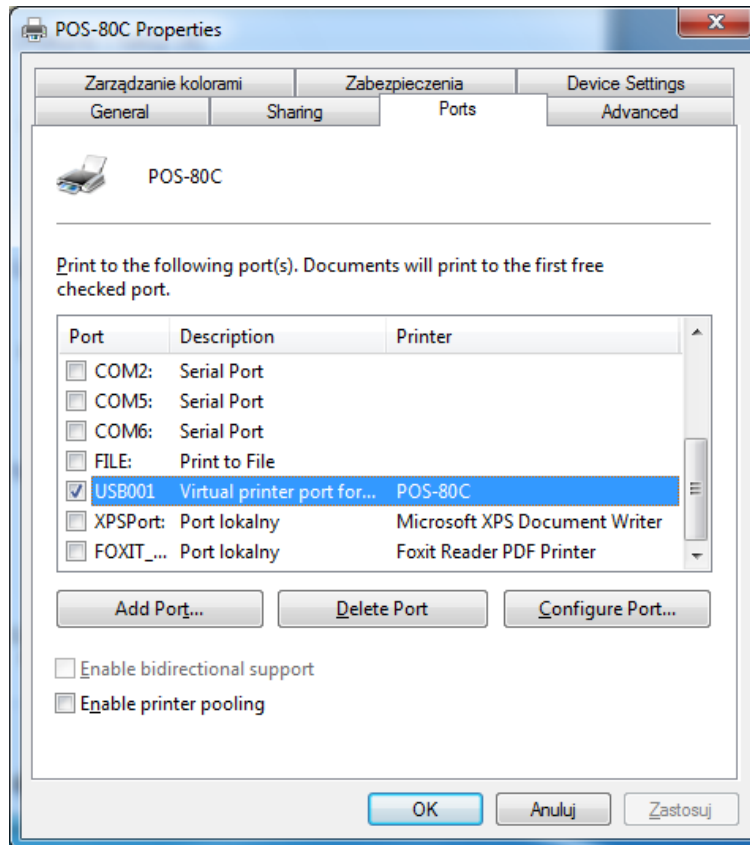 POS-80C Properties
Zarządzanie kolorami Zabezpieczenia Device Settings
General Sharing Ports Advanced
POS-80C
Print to the following port(s). Documents will print to the first free
checked port.
Port Description Printer
COM2: Serial Port
COM5: Serial Port
COM6: Serial Port
FILE: Print to File
USB001 Virtual printer port for... POS-80C
XPSPort: Port lokalny Microsoft XPS Document Writer
FOXIT_... Port lokalny Foxit Reader PDF Printer
Add Port... Delete Port Configure Port...
Enable bidirectional support
Enable printer pooling
OK Anuluj Zastosuj